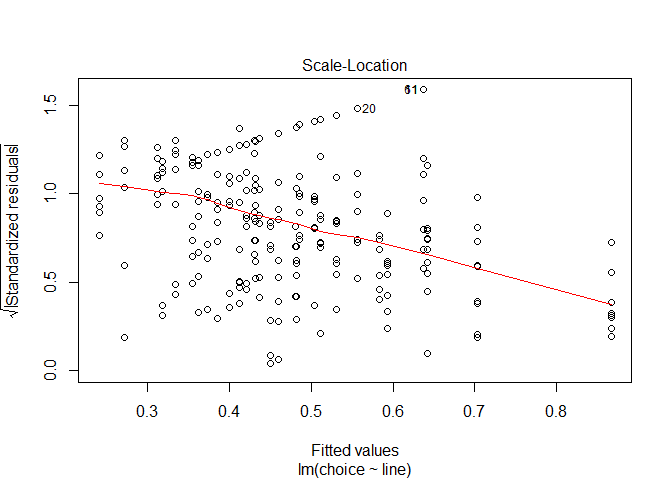 Scale-Location
√|Standardized residuals|
1.5
1.0
0.5
0.0
20
0.3 0.4 0.5 0.6 0.7 0.8
Fitted values
lm(choice ~ line)